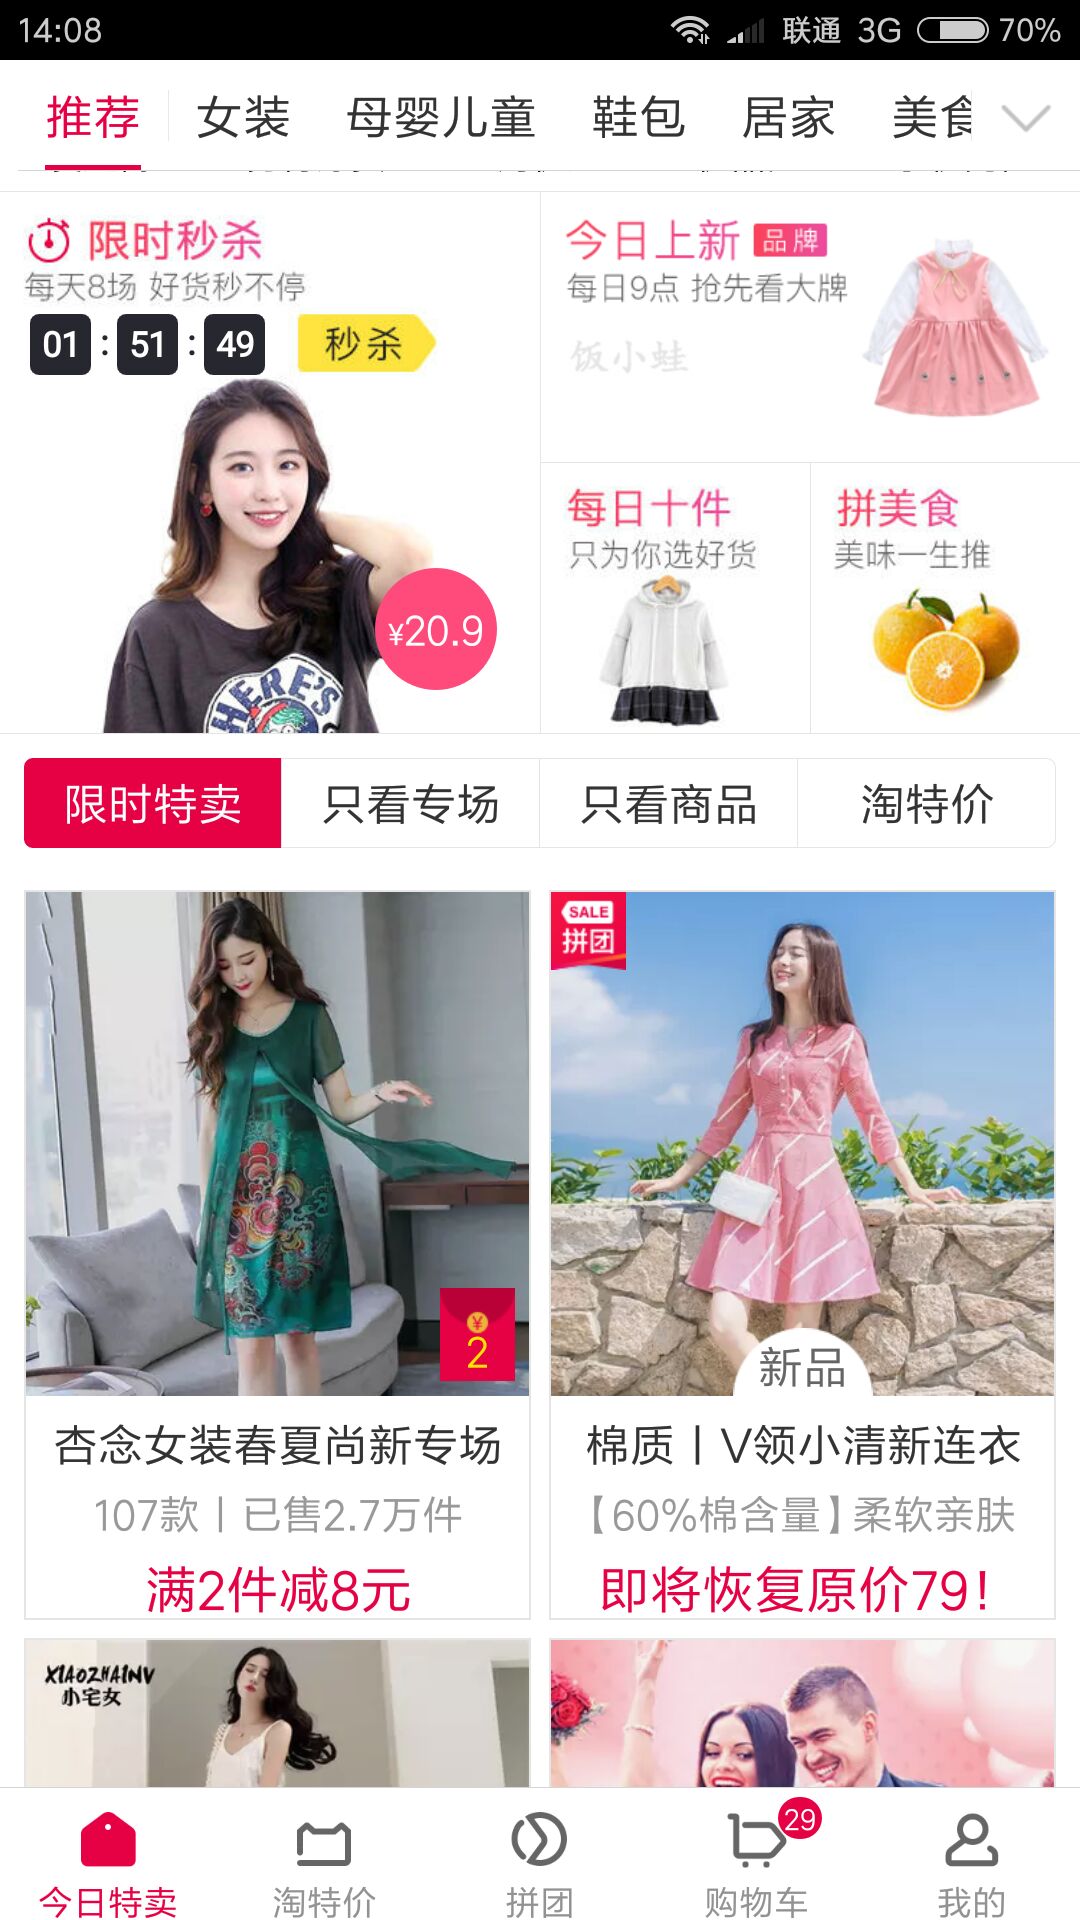 14:08 联通 3G 70%
推荐 女装 母婴儿童 鞋包 居家 美食
限时秒杀
每天8场 好货秒不停
01 : 51 : 49 秒杀
HERE'S
¥20.9
今日上新 品牌
每日9点 抢先看大牌
饭小蛙
每日十件
只为你选好货
拼美食
美味一生推
限时特卖 只看专场 只看商品 淘特价
¥
2
杏念女装春夏尚新专场
107款丨已售2.7万件
满2件减8元
SALE
拼团
新品
棉质丨V领小清新连衣
【60%棉含量】柔软亲肤
即将恢复原价79!
XIAOZHAINV
小宅女
29
今日特卖 淘特价 拼团 购物车 我的